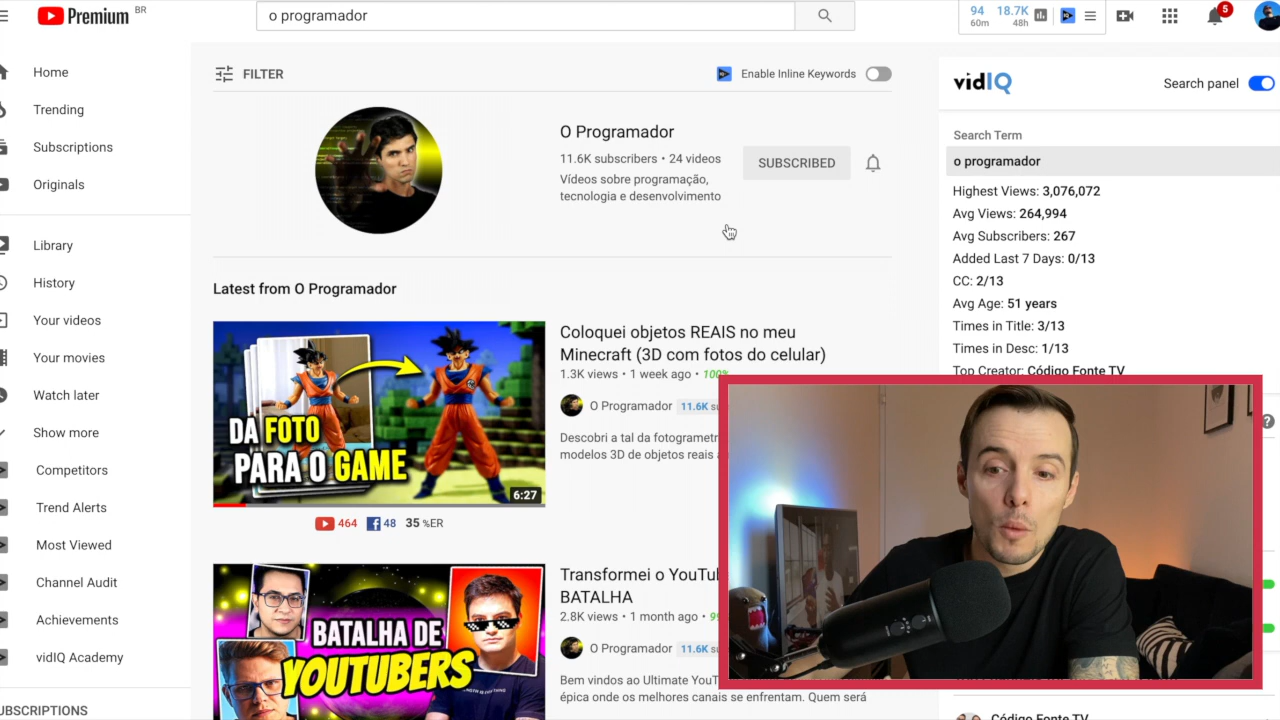 Premium BR
o programador
94
60m
18.7K
48h
5
Home
Trending
Subscriptions
Originals
Library
History
Your videos
Your movies
Watch later
Show more
Competitors
Trend Alerts
Most Viewed
Channel Audit
Achievements
vidIQ Academy
UBSCRIPTIONS
FILTER
Enable Inline Keywords
O Programador
11.6K subscribers • 24 videos
Vídeos sobre programação,
tecnologia e desenvolvimento
SUBSCRIBED
Latest from O Programador
DA FOTO
PARA O GAME
6:27
464 48 35 %ER
Coloquei objetos REAIS no meu
Minecraft (3D com fotos do celular)
1.3K views • 1 week ago • 100%
O Programador 11.6K su
Descobri a tal da fotogramet
modelos 3D de objetos reais a
BATALHA DE
YOUTUBERS
Transformei o YouTu
BATALHA
2.8K views • 1 month ago • 9
O Programador 11.6K su
Bem vindos ao Ultimate YouT
épica onde os melhores canais se enfrentam. Quem será
vidIQ
Search panel
Search Term
o programador
Highest Views: 3,076,072
Avg Views: 264,994
Avg Subscribers: 267
Added Last 7 Days: 0/13
CC: 2/13
Avg Age: 51 years
Times in Title: 3/13
Times in Desc: 1/13
Top Creator: Código Fonte TV
Código Fonte TV